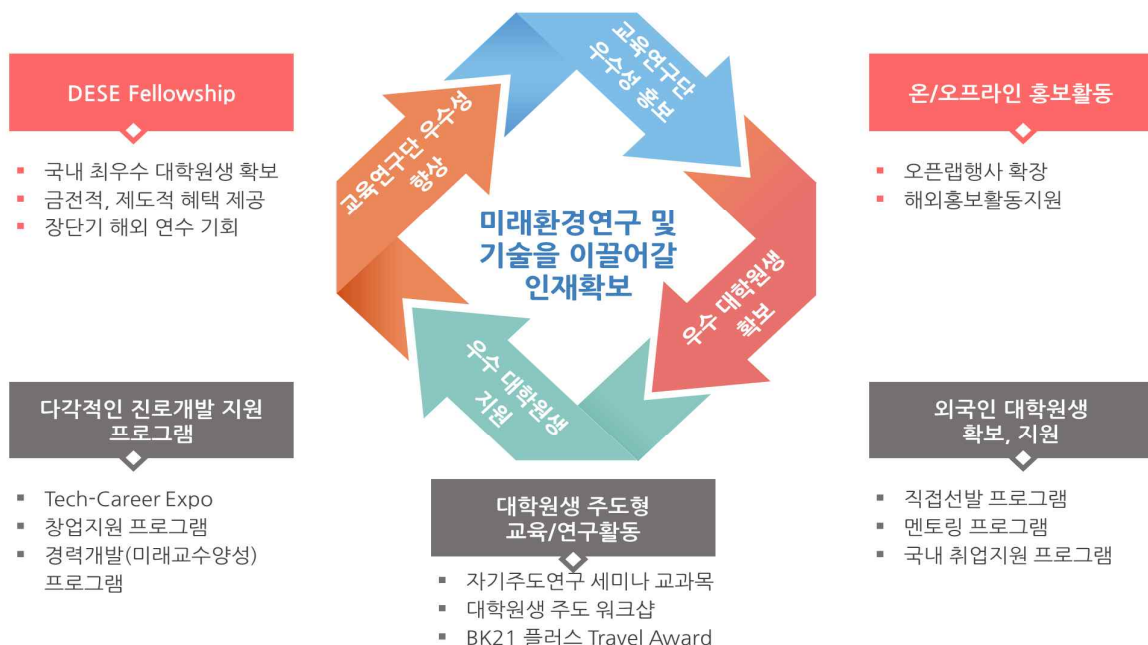 DESE Fellowship
국내 최우수 대학원생 확보
금전적, 제도적 혜택 제공
장단기 해외 연수 기회
교육연구단 우수성
향상
교육연구단
우수성 홍보
온/오프라인 홍보활동
오픈랩행사 확장
해외홍보활동지원
미래환경연구 및
기술을 이끌어갈
인재확보
우수 대학원생
확보
우수 대학원생
지원
다각적인 진로개발 지원
프로그램
Tech-Career Expo
창업지원 프로그램
경력개발(미래교수양성)
프로그램
대학원생 주도형
교육/연구활동
자기주도연구 세미나 교과목
대학원생 주도 워크샵
BK21 플러스 Travel Award
외국인 대학원생
확보, 지원
직접선발 프로그램
멘토링 프로그램
국내 취업지원 프로그램